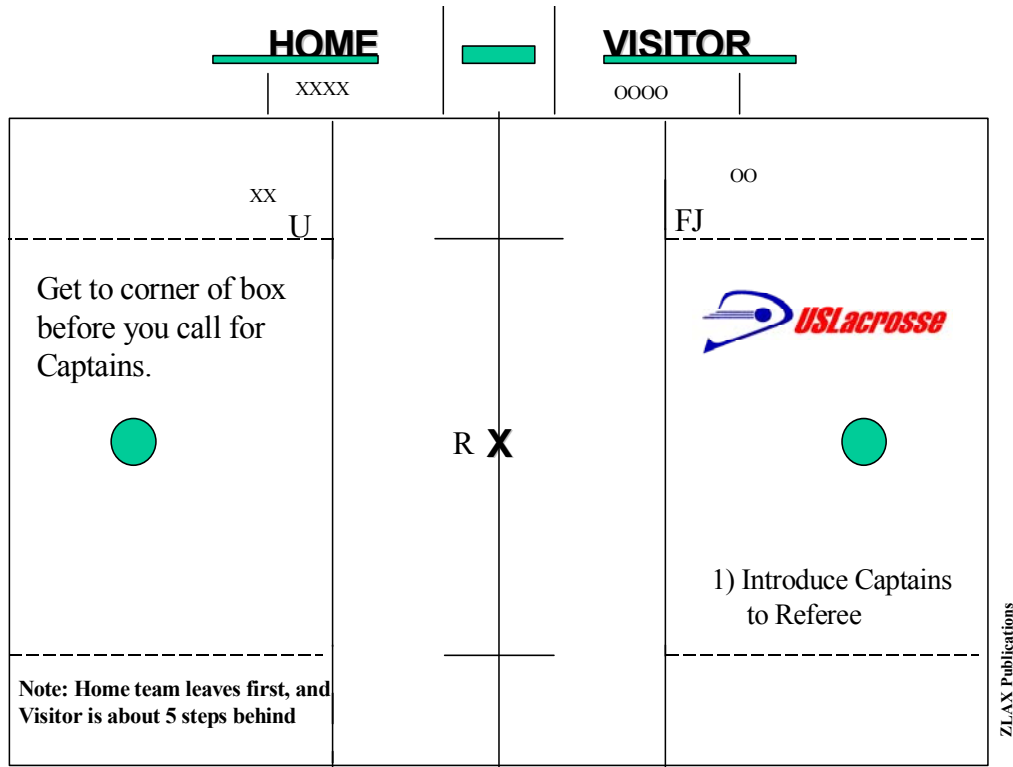 HOME
VISITOR
XXXX
OOOO
XX
OO
U
FJ
Get to corner of box
before you call for
Captains.
USLacrosse
R X
1) Introduce Captains
to Referee
Note: Home team leaves first, and
Visitor is about 5 steps behind
ZLAX Publications